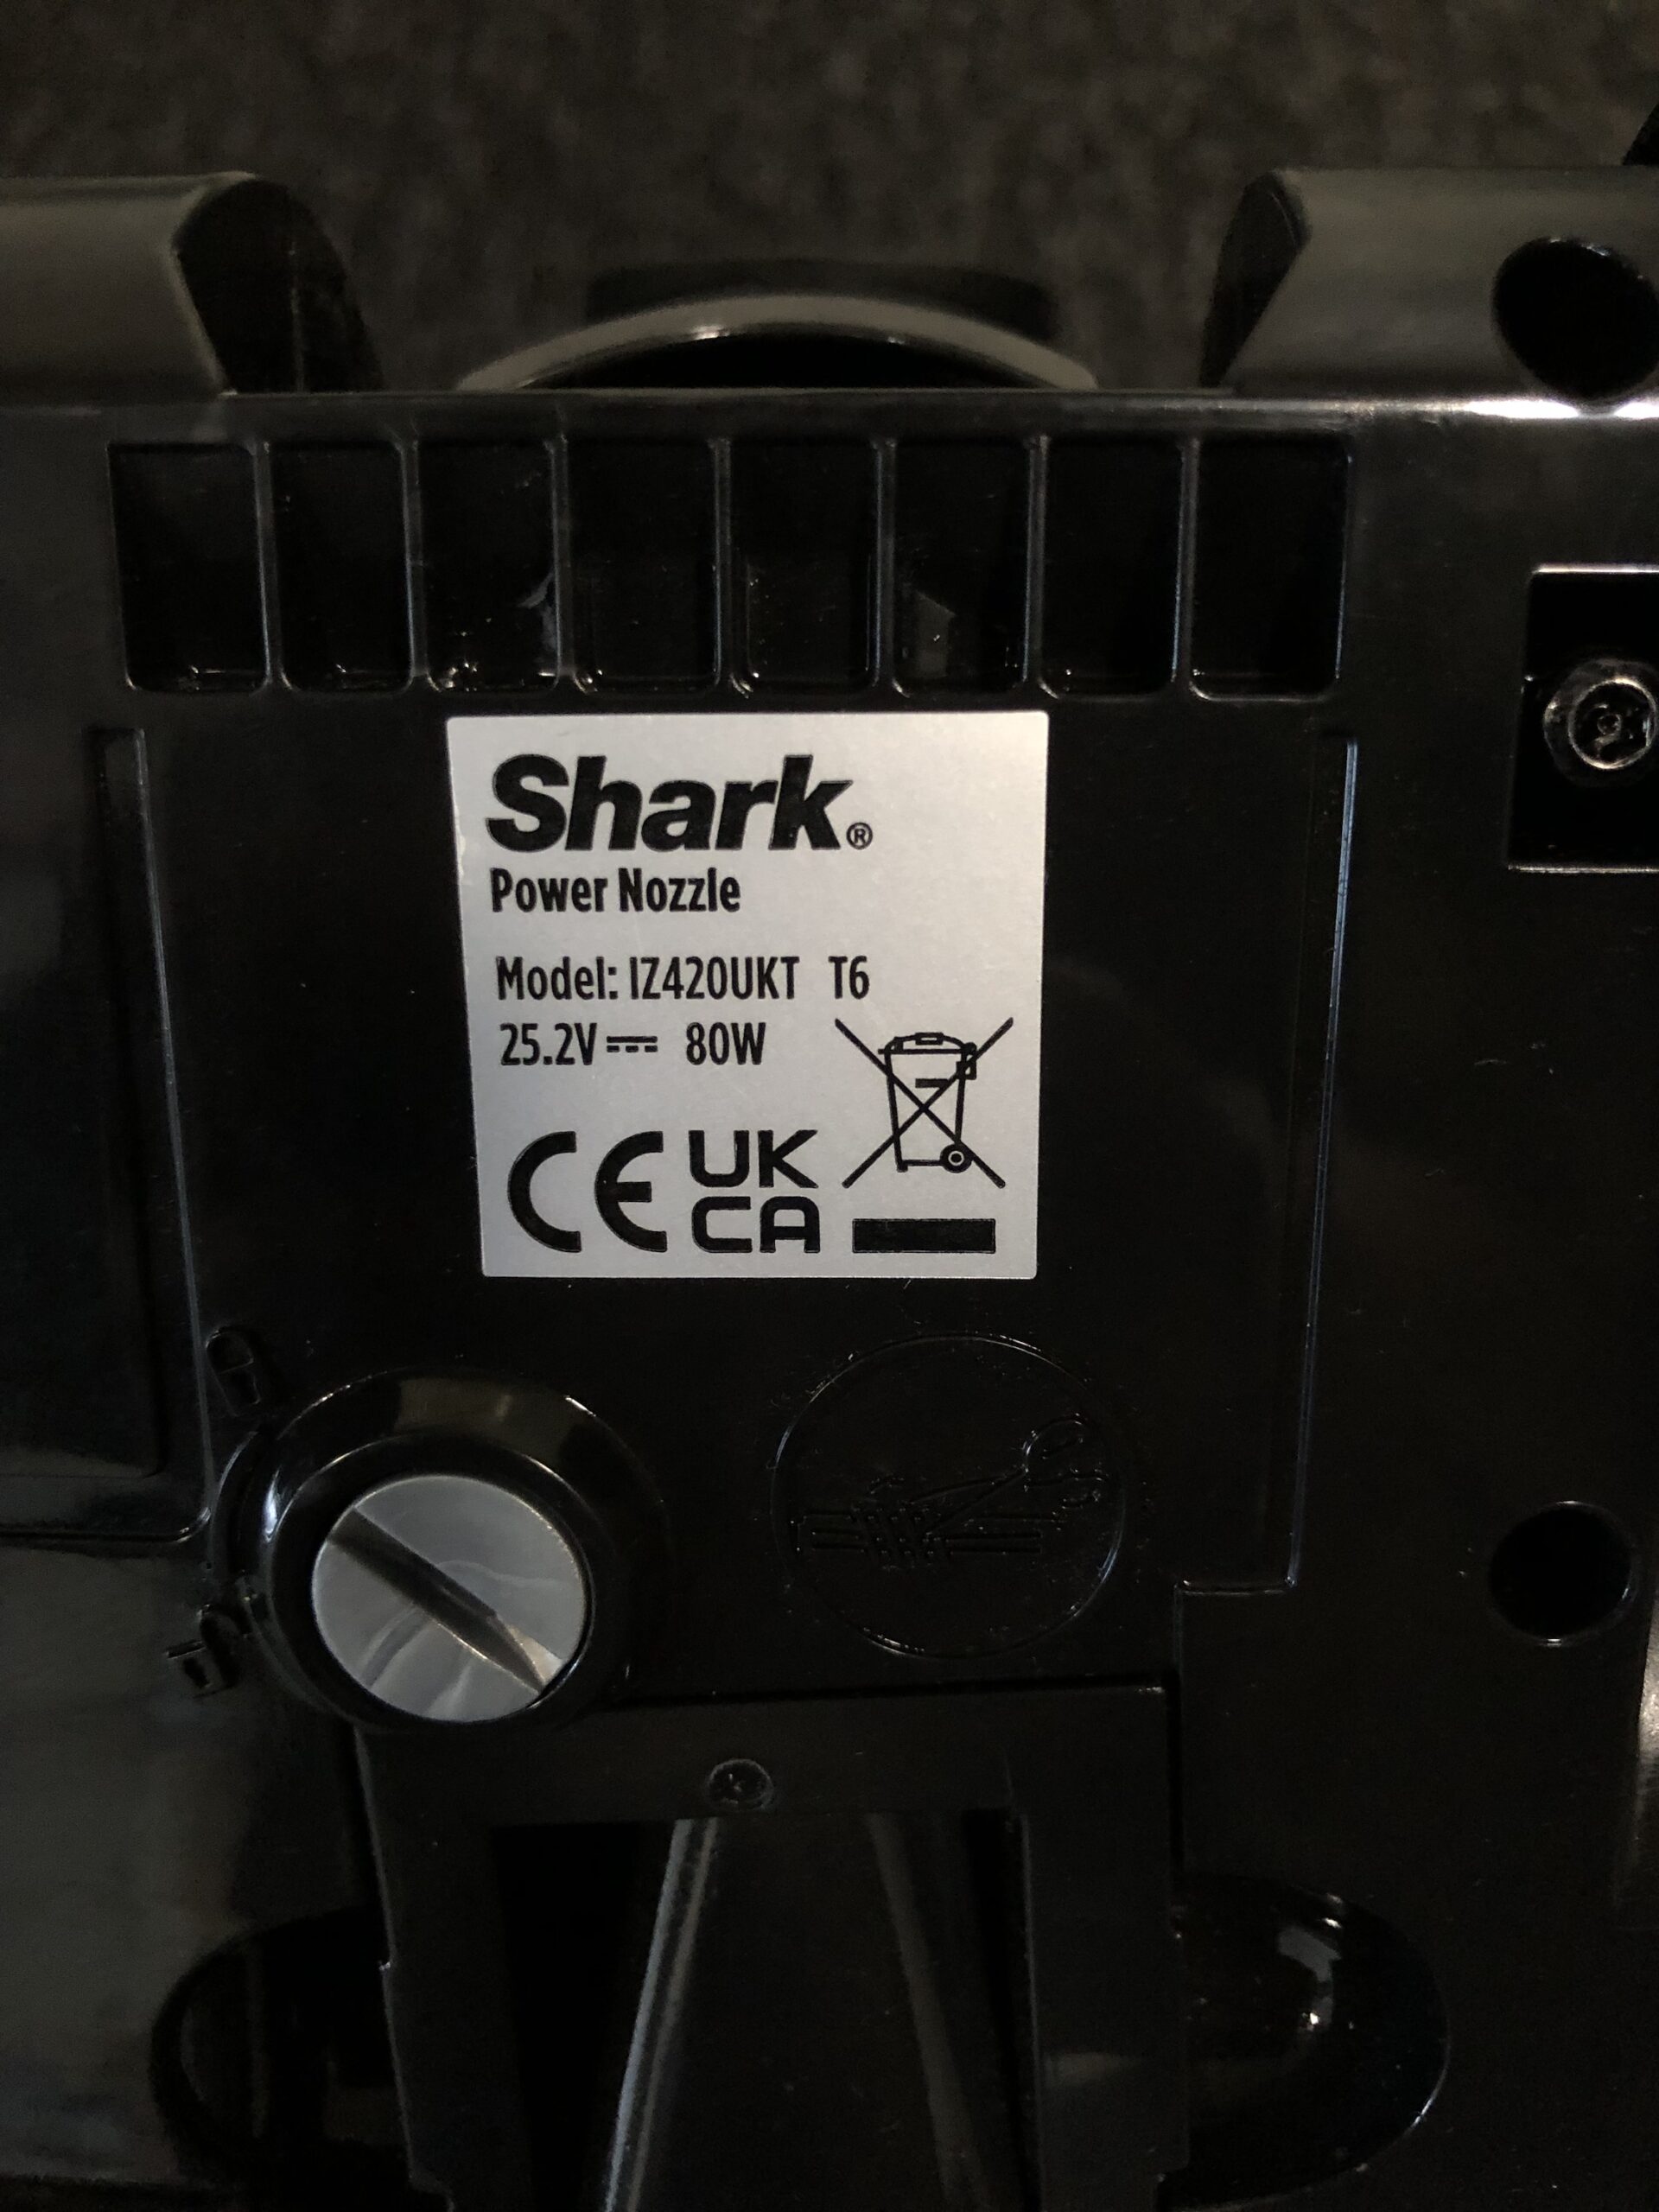 Shark®
Power Nozzle
Model: IZ420UKT T6
25.2V ⎓ 80W
CE UK
CA